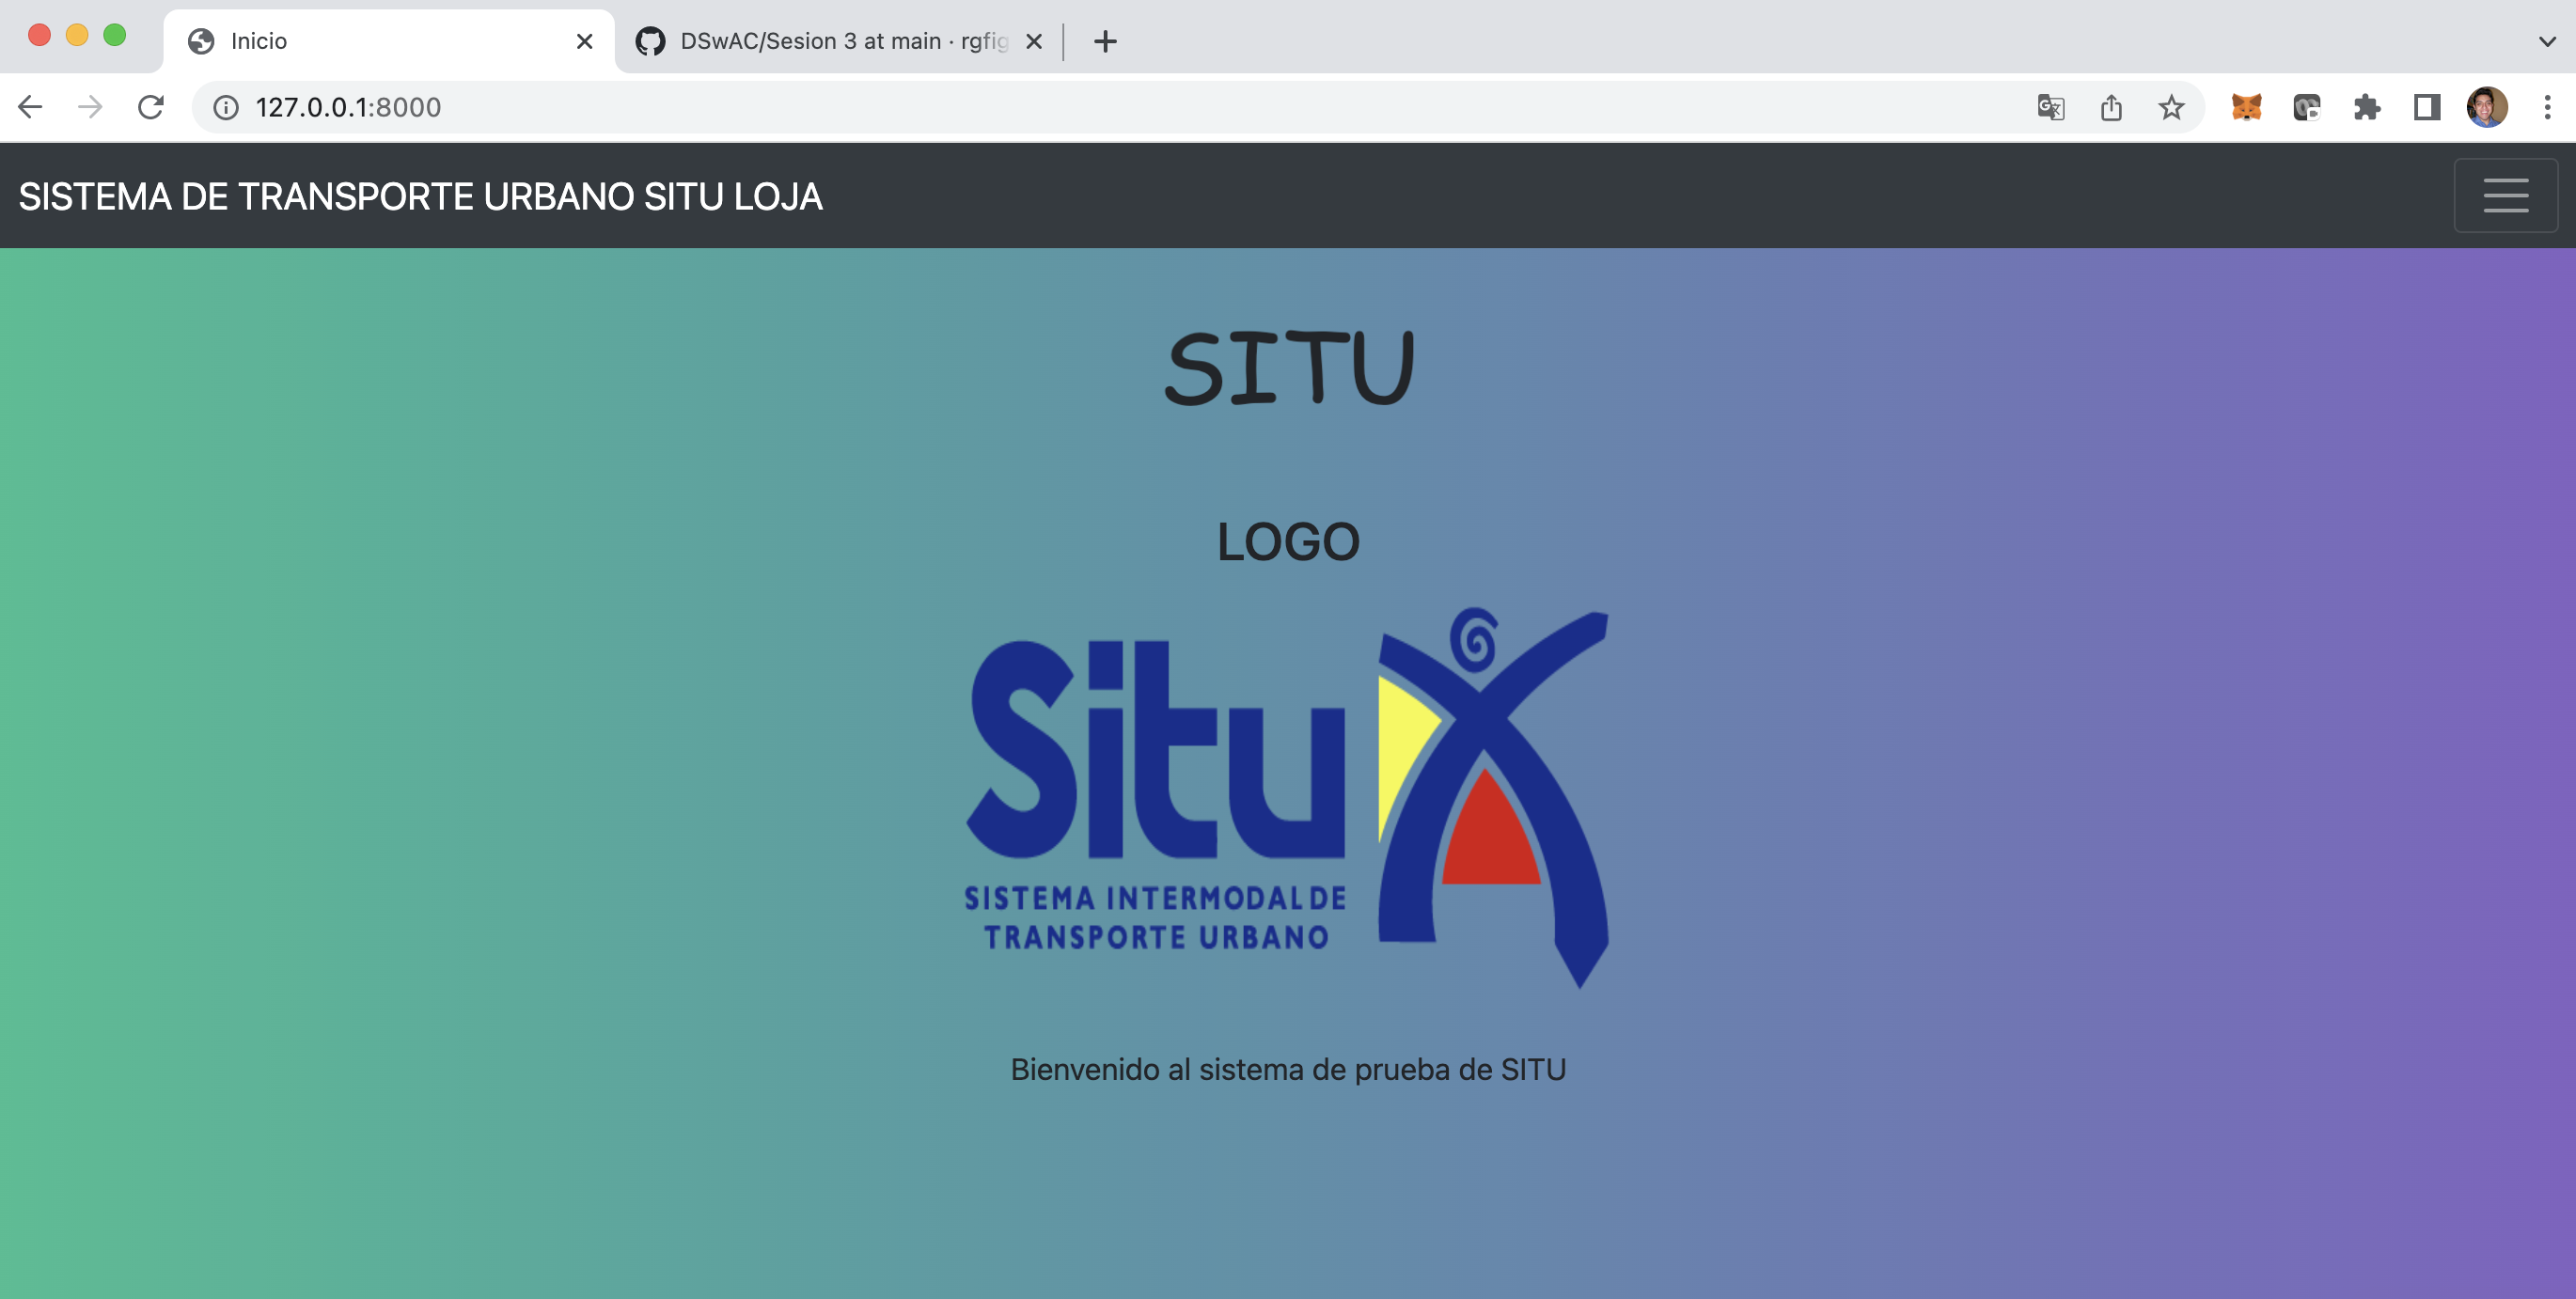 Inicio
DSwAC/Sesion 3 at main · rgfig
127.0.0.1:8000
SISTEMA DE TRANSPORTE URBANO SITU LOJA
SITU
LOGO
Situ
SISTEMA INTERMODAL DE
TRANSPORTE URBANO
Bienvenido al sistema de prueba de SITU